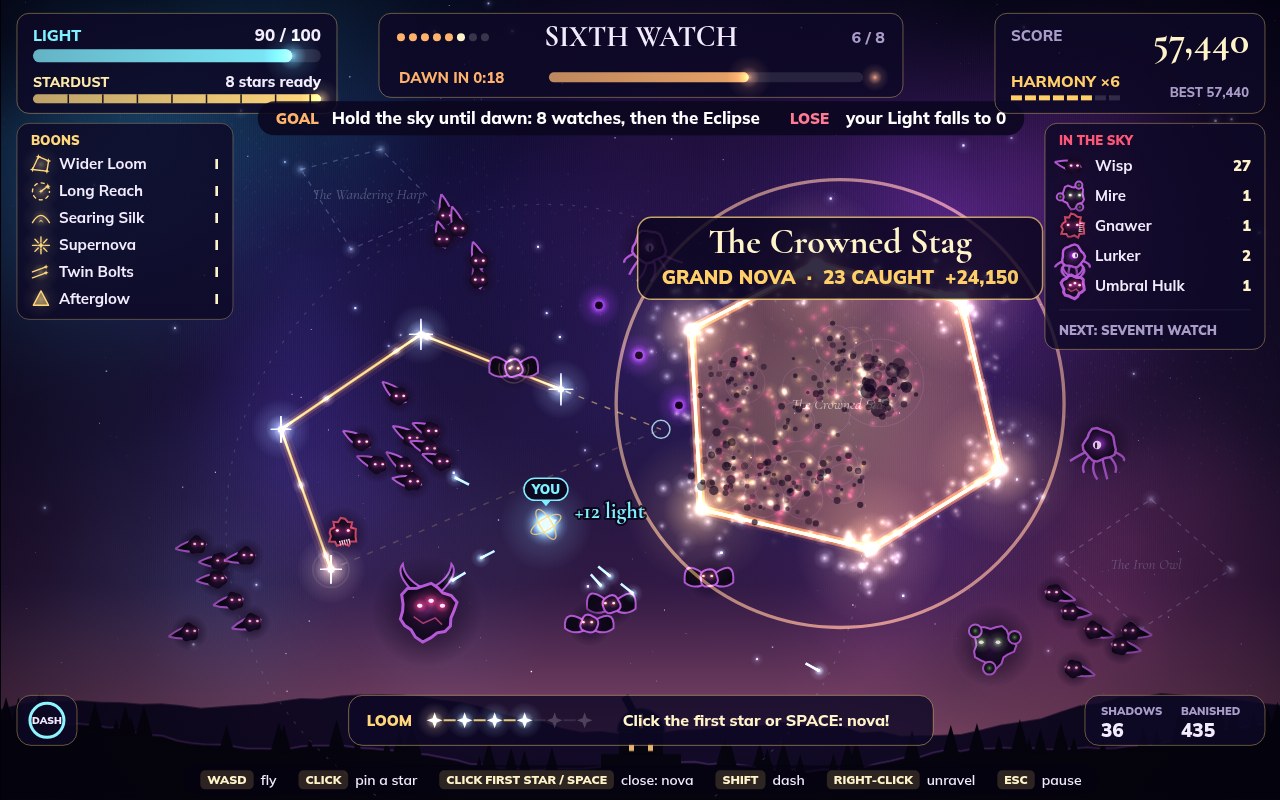 LIGHT 90 / 100
STARDUST 8 stars ready
SIXTH WATCH 6 / 8
DAWN IN 0:18
SCORE 57,440
HARMONY ×6 BEST 57,440
GOAL Hold the sky until dawn: 8 watches, then the Eclipse LOSE your Light falls to 0
BOONS
Wider Loom I
Long Reach I
Searing Silk I
Supernova I
Twin Bolts I
Afterglow I
IN THE SKY
Wisp 27
Mire 1
Gnawer 1
Lurker 2
Umbral Hulk 1
NEXT: SEVENTH WATCH
The Wandering Harp
The Crowned Stag
GRAND NOVA · 23 CAUGHT +24,150
The Crowned
YOU
+12 light
The Iron Owl
DASH
LOOM Click the first star or SPACE: nova!
SHADOWS BANISHED
36 435
WASD fly CLICK pin a star CLICK FIRST STAR / SPACE close: nova SHIFT dash RIGHT-CLICK unravel ESC pause